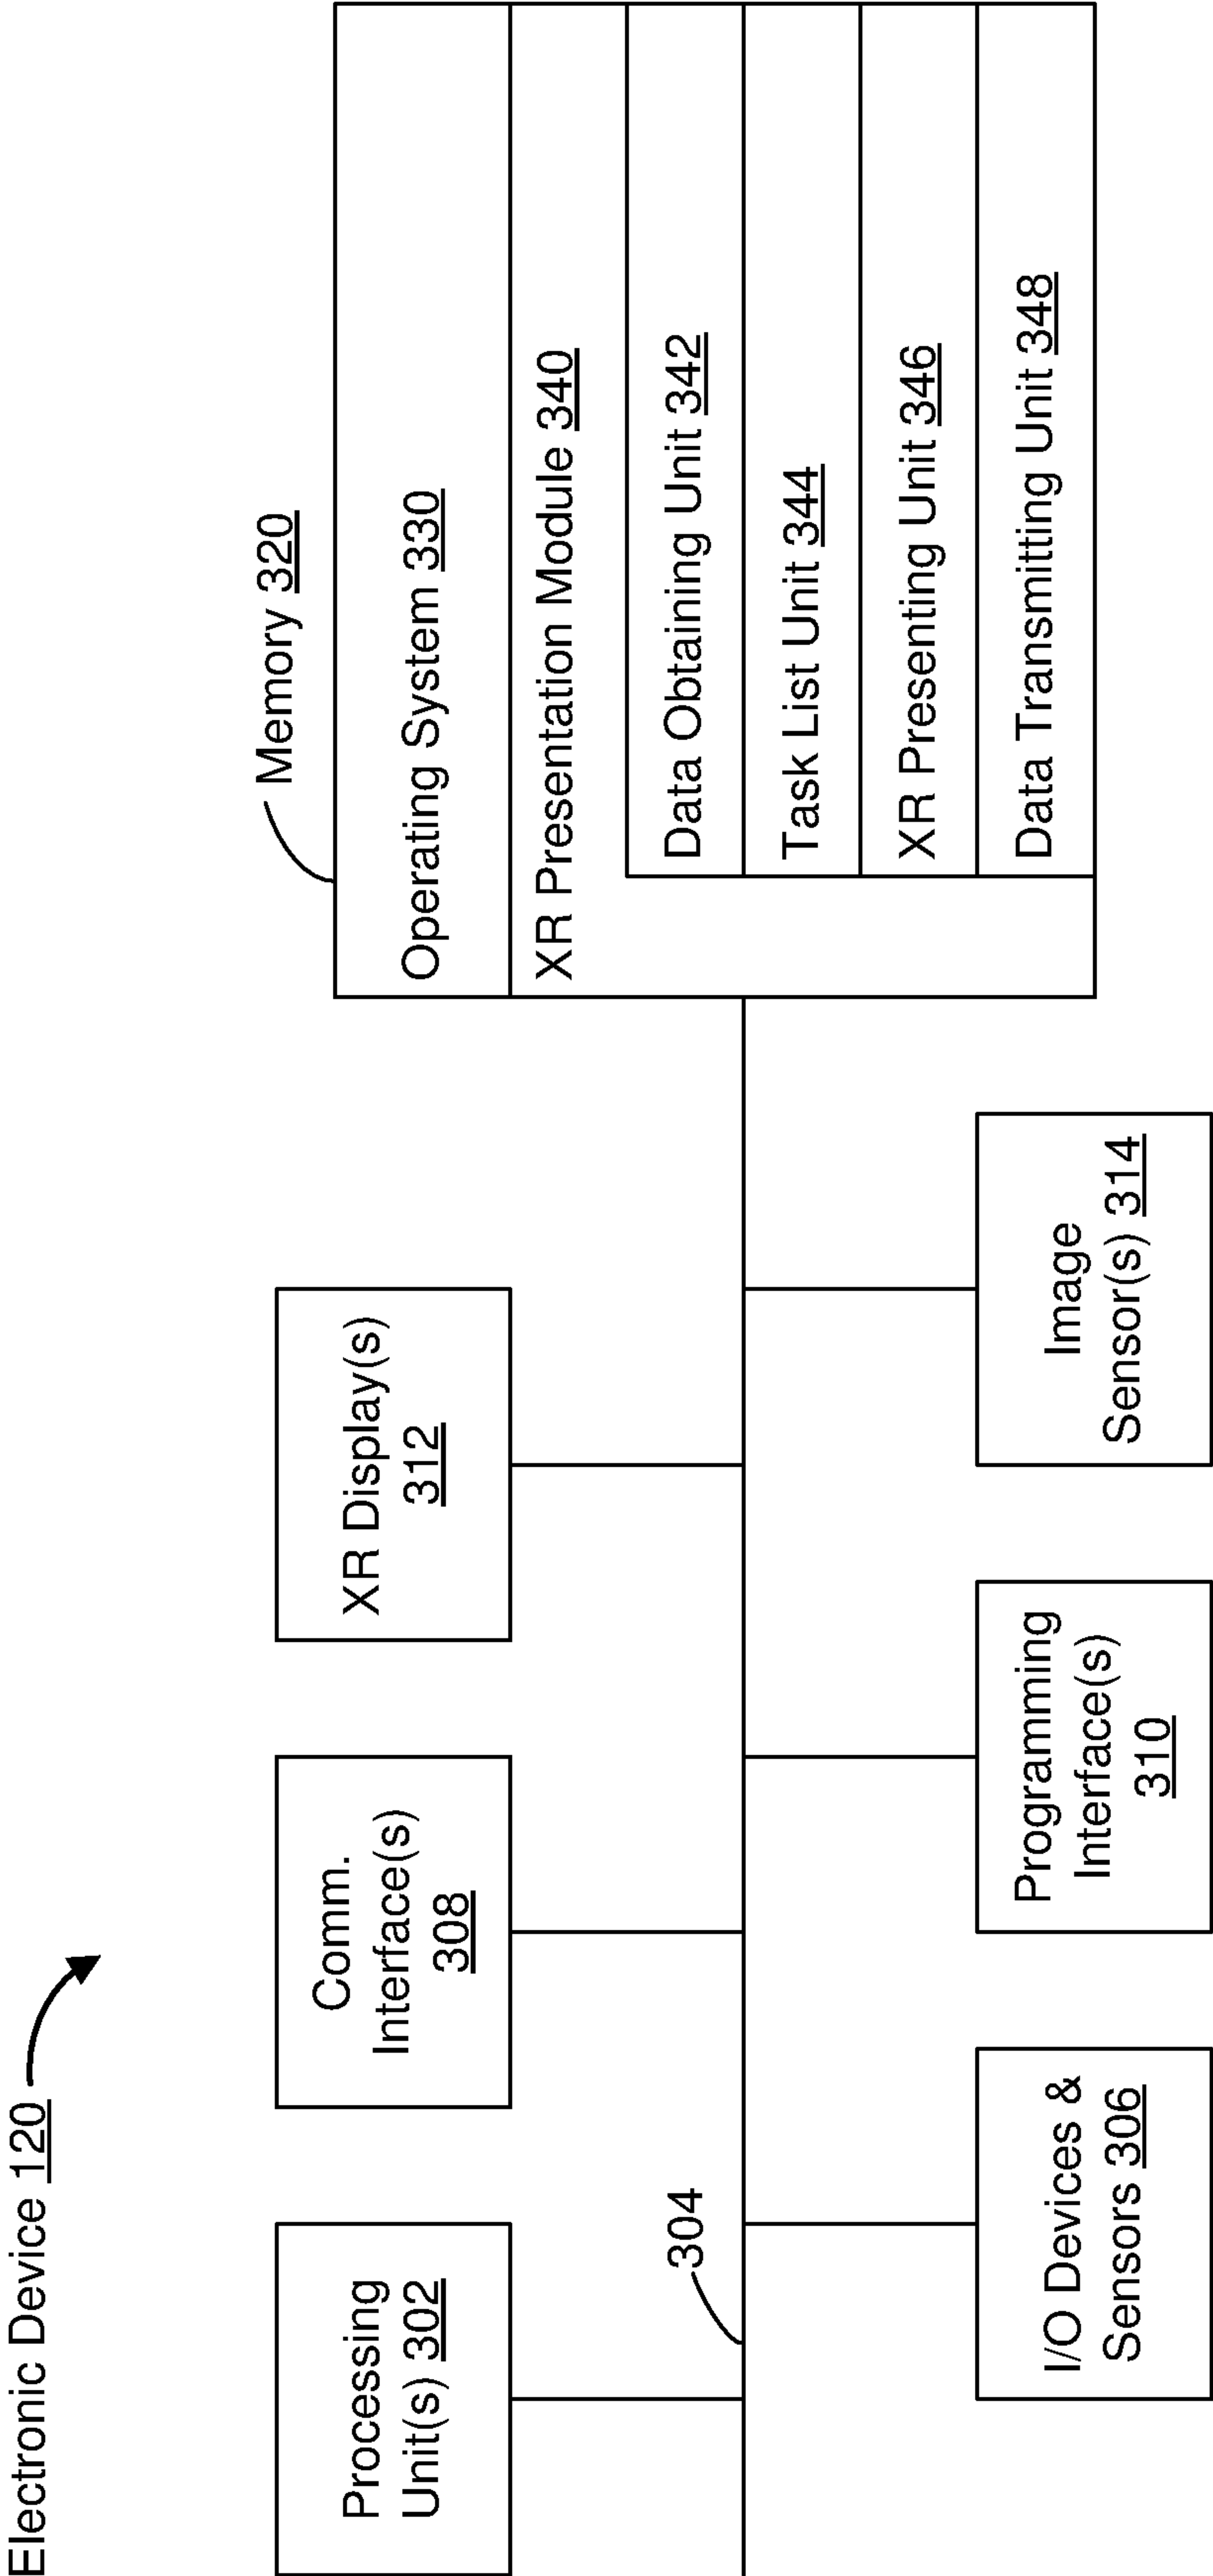 Electronic Device 120
Processing
Unit(s) 302
Comm.
Interface(s)
308
XR Display(s)
312
Memory 320
Operating System 330
XR Presentation Module 340
Data Obtaining Unit 342
Task List Unit 344
XR Presenting Unit 346
Data Transmitting Unit 348
304
I/O Devices &
Sensors 306
Programming
Interface(s)
310
Image
Sensor(s) 314